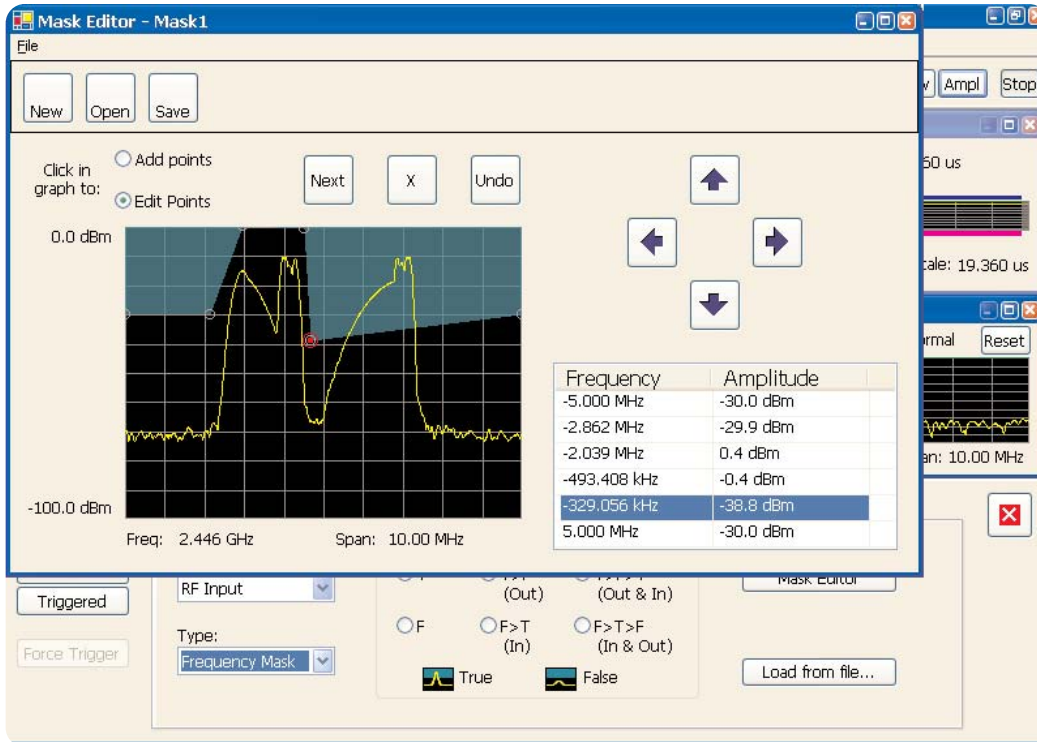 Mask Editor - Mask1
File
New
Open
Save
Ampl
Stop
Click in
graph to:
Add points
Edit Points
Next
X
Undo
0.0 dBm
-100.0 dBm
Freq: 2.446 GHz
Span: 10.00 MHz
Frequency Amplitude
-5.000 MHz -30.0 dBm
-2.862 MHz -29.9 dBm
-2.039 MHz 0.4 dBm
-493.408 kHz -0.4 dBm
-329.056 kHz -38.8 dBm
5.000 MHz -30.0 dBm
60 us
cale: 19.360 us
rmal
Reset
an: 10.00 MHz
Triggered
Force Trigger
RF Input
Type:
Frequency Mask
(Out)
(Out & In)
F
F>T
(In)
F>T>F
(In & Out)
True
False
Mask Editor
Load from file...